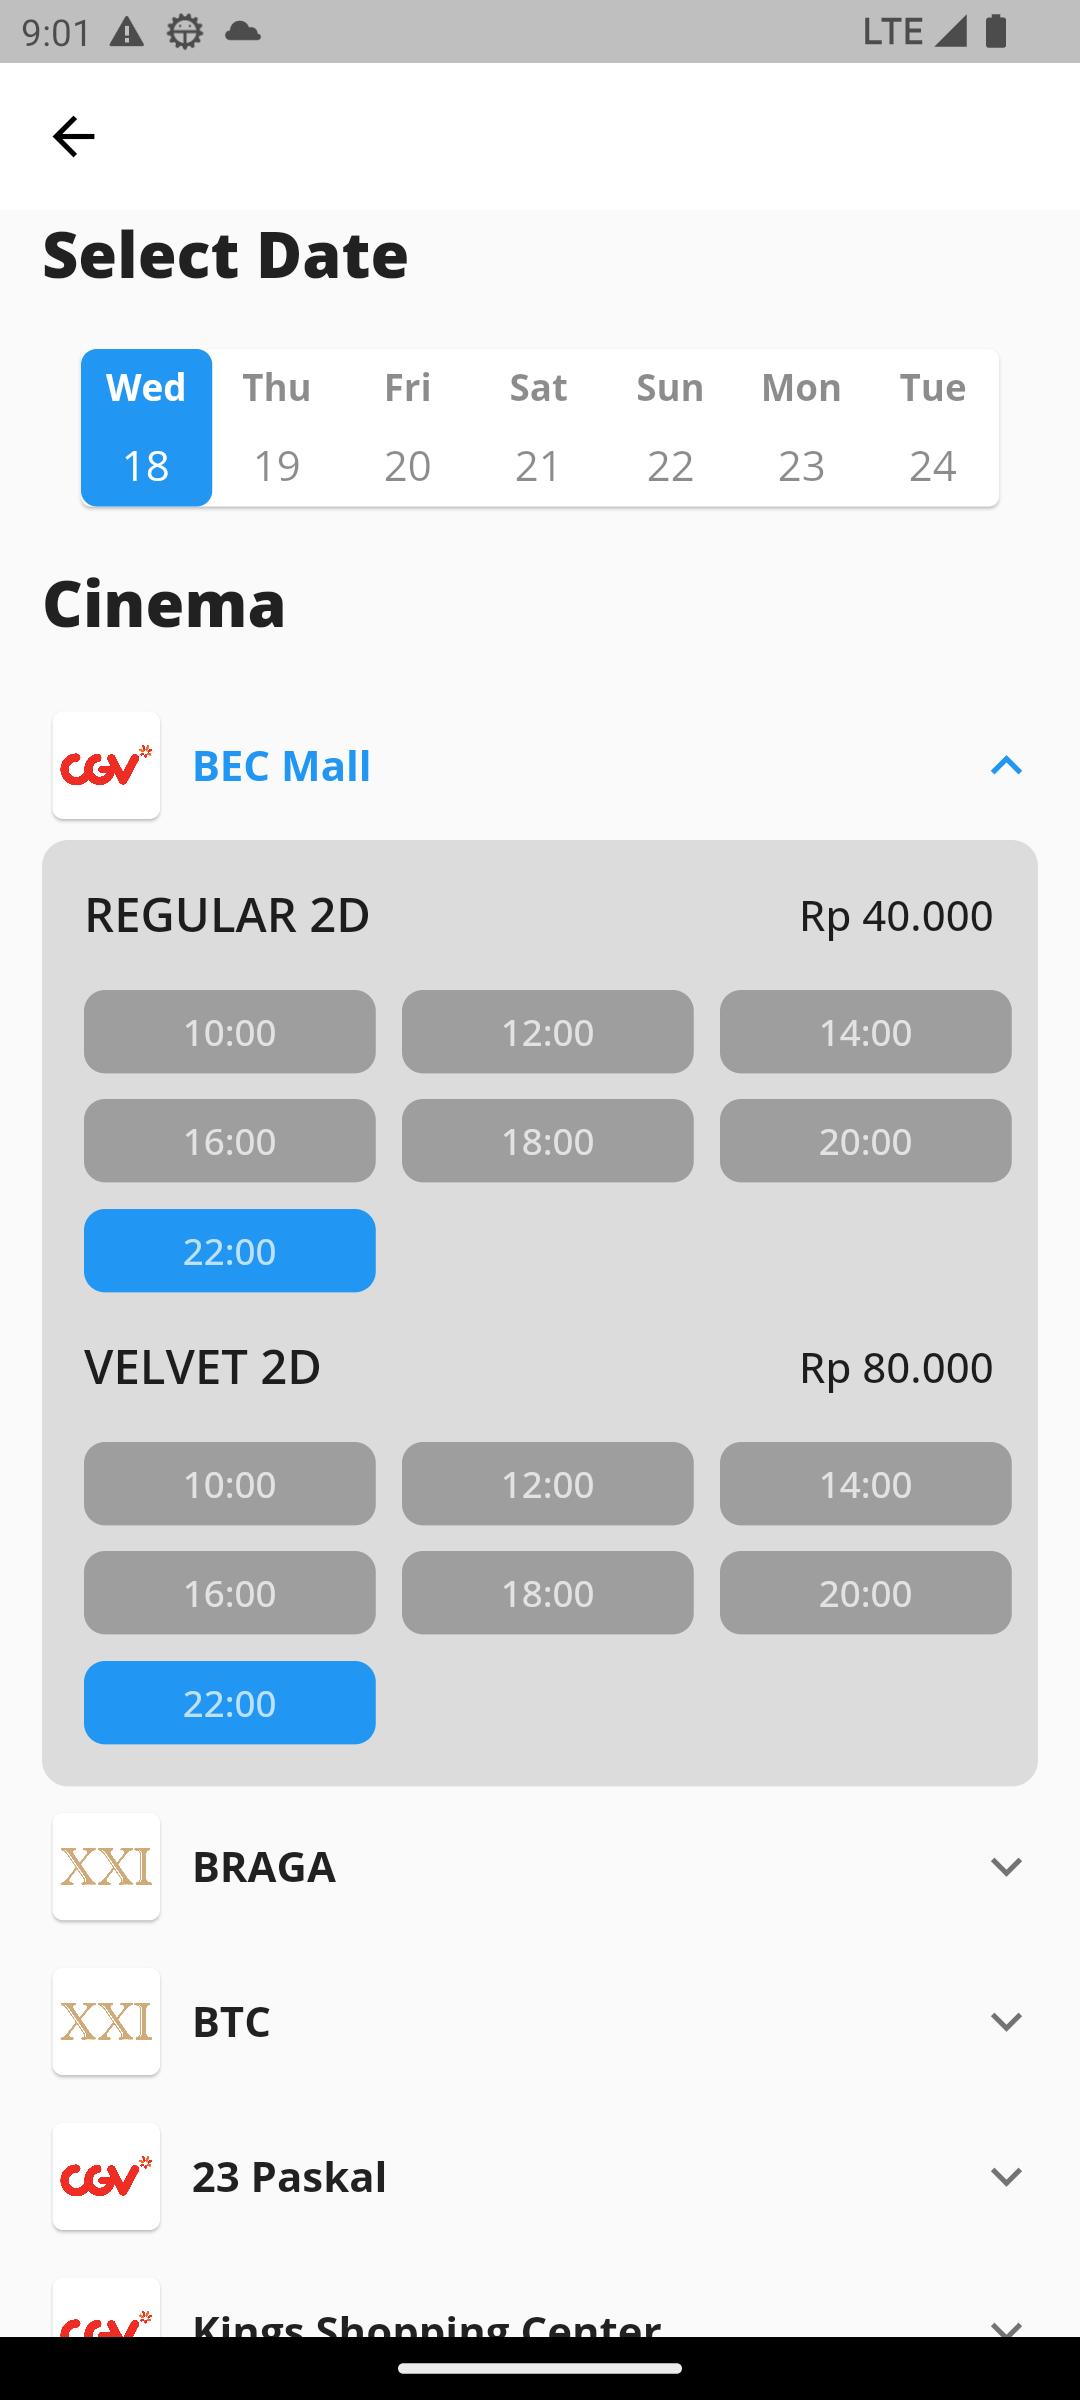 9:01 LTE
Select Date
Wed Thu Fri Sat Sun Mon Tue
18 19 20 21 22 23 24
Cinema
CGV BEC Mall
REGULAR 2D Rp 40.000
10:00 12:00 14:00
16:00 18:00 20:00
22:00
VELVET 2D Rp 80.000
10:00 12:00 14:00
16:00 18:00 20:00
22:00
XXI BRAGA
XXI BTC
CGV 23 Paskal
CGV Kings Shopping Center